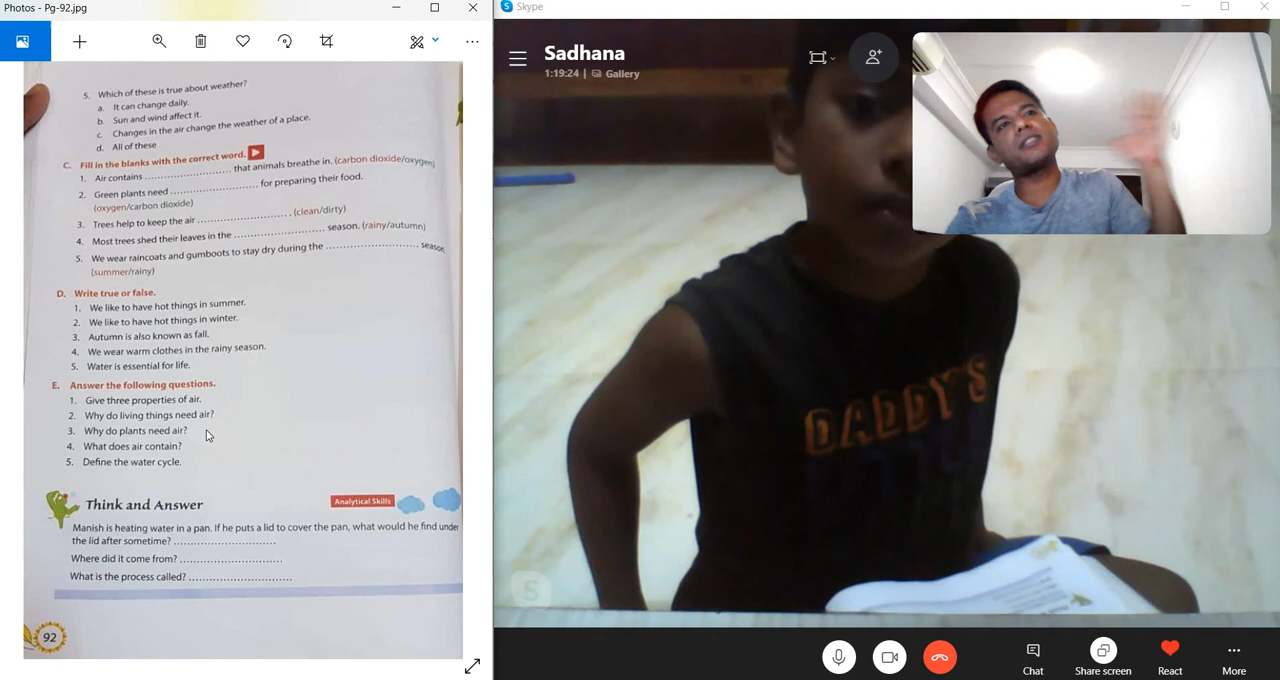 Photos - Pg-92.jpg
5. Which of these is true about weather?
a. It can change daily.
b. Sun and wind affect it.
c. Changes in the air change the weather of a place.
d. All of these
C. Fill in the blanks with the correct word.
1. Air contains .......................... that animals breathe in. (carbon dioxide/oxygen)
2. Green plants need .......................... for preparing their food.
(oxygen/carbon dioxide)
3. Trees help to keep the air .......................... . (clean/dirty)
4. Most trees shed their leaves in the .......................... season. (rainy/autumn)
5. We wear raincoats and gumboots to stay dry during the .......................... season.
(summer/rainy)
D. Write true or false.
1. We like to have hot things in summer.
2. We like to have hot things in winter.
3. Autumn is also known as fall.
4. We wear warm clothes in the rainy season.
5. Water is essential for life.
E. Answer the following questions.
1. Give three properties of air.
2. Why do living things need air?
3. Why do plants need air?
4. What does air contain?
5. Define the water cycle.
Think and Answer
Analytical Skills
Manish is heating water in a pan. If he puts a lid to cover the pan, what would he find under
the lid after sometime? ..............................
Where did it come from? ..............................
What is the process called? ..............................
92
Skype
Sadhana
1:19:24 | Gallery
DADDY'S
S
Chat
Share screen
React
More